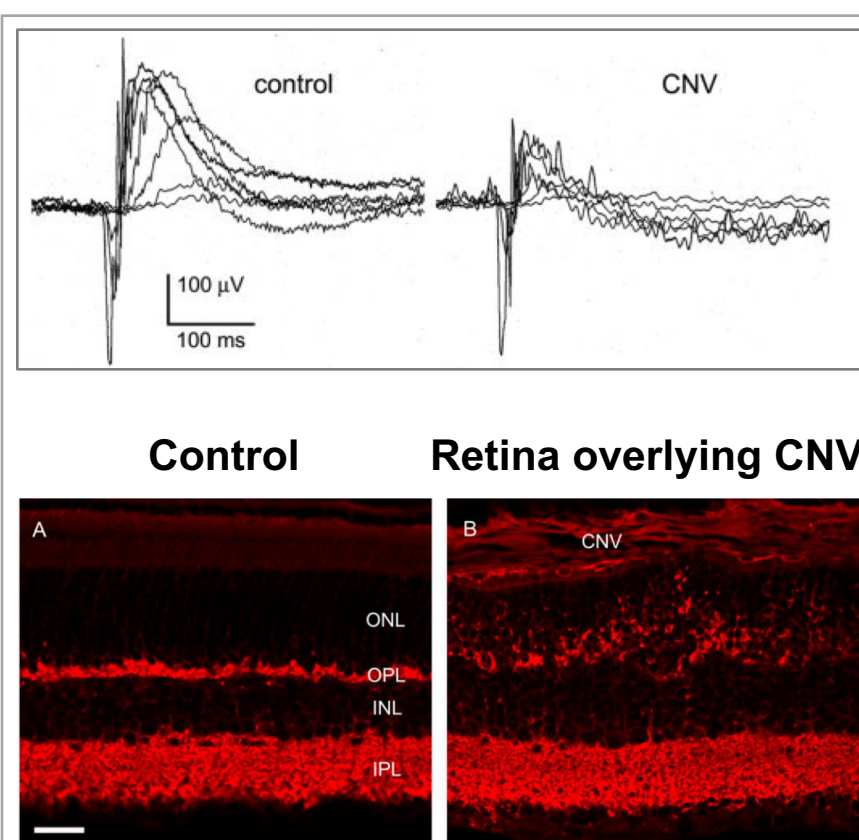 control
CNV
100 μV
100 ms
Control
Retina overlying CNV
A
B
CNV
ONL
OPL
INL
IPL